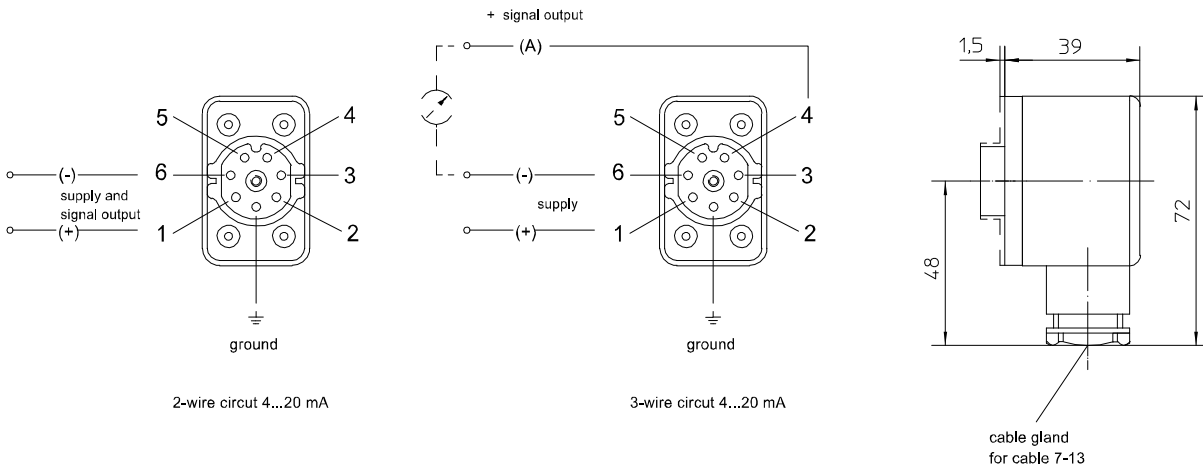 + signal output
(A)
5
4
6
3
1
2
(-)
supply and
signal output
(+)
ground
2-wire circut 4...20 mA
5
4
6
3
1
2
(-)
supply
(+)
ground
3-wire circut 4...20 mA
1,5
39
48
72
cable gland
for cable 7-13